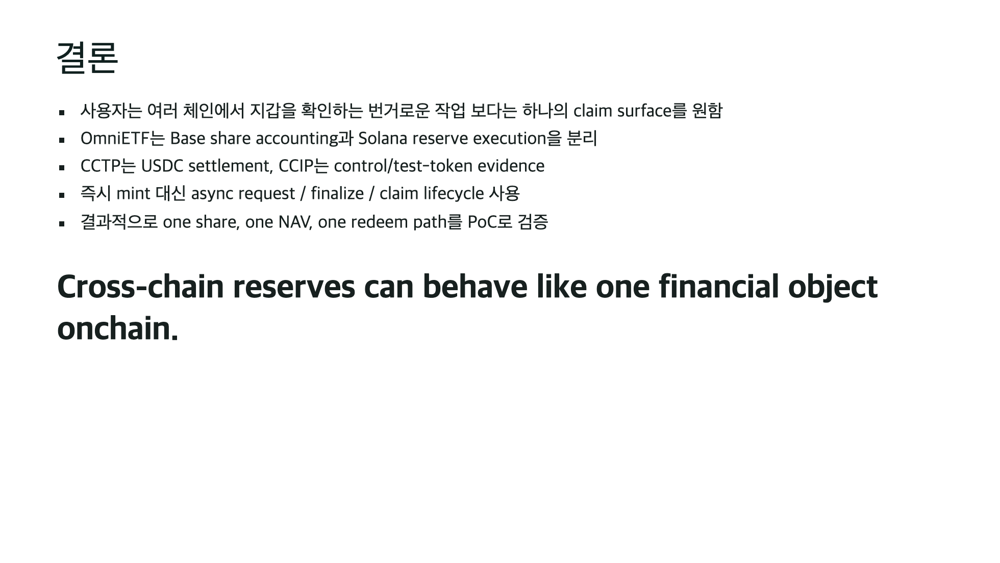 결론
▪ 사용자는 여러 체인에서 지갑을 확인하는 번거로운 작업 보다는 하나의 claim surface를 원함
▪ OmniETF는 Base share accounting과 Solana reserve execution을 분리
▪ CCTP는 USDC settlement, CCIP는 control/test-token evidence
▪ 즉시 mint 대신 async request / finalize / claim lifecycle 사용
▪ 결과적으로 one share, one NAV, one redeem path를 PoC로 검증
Cross-chain reserves can behave like one financial object
onchain.